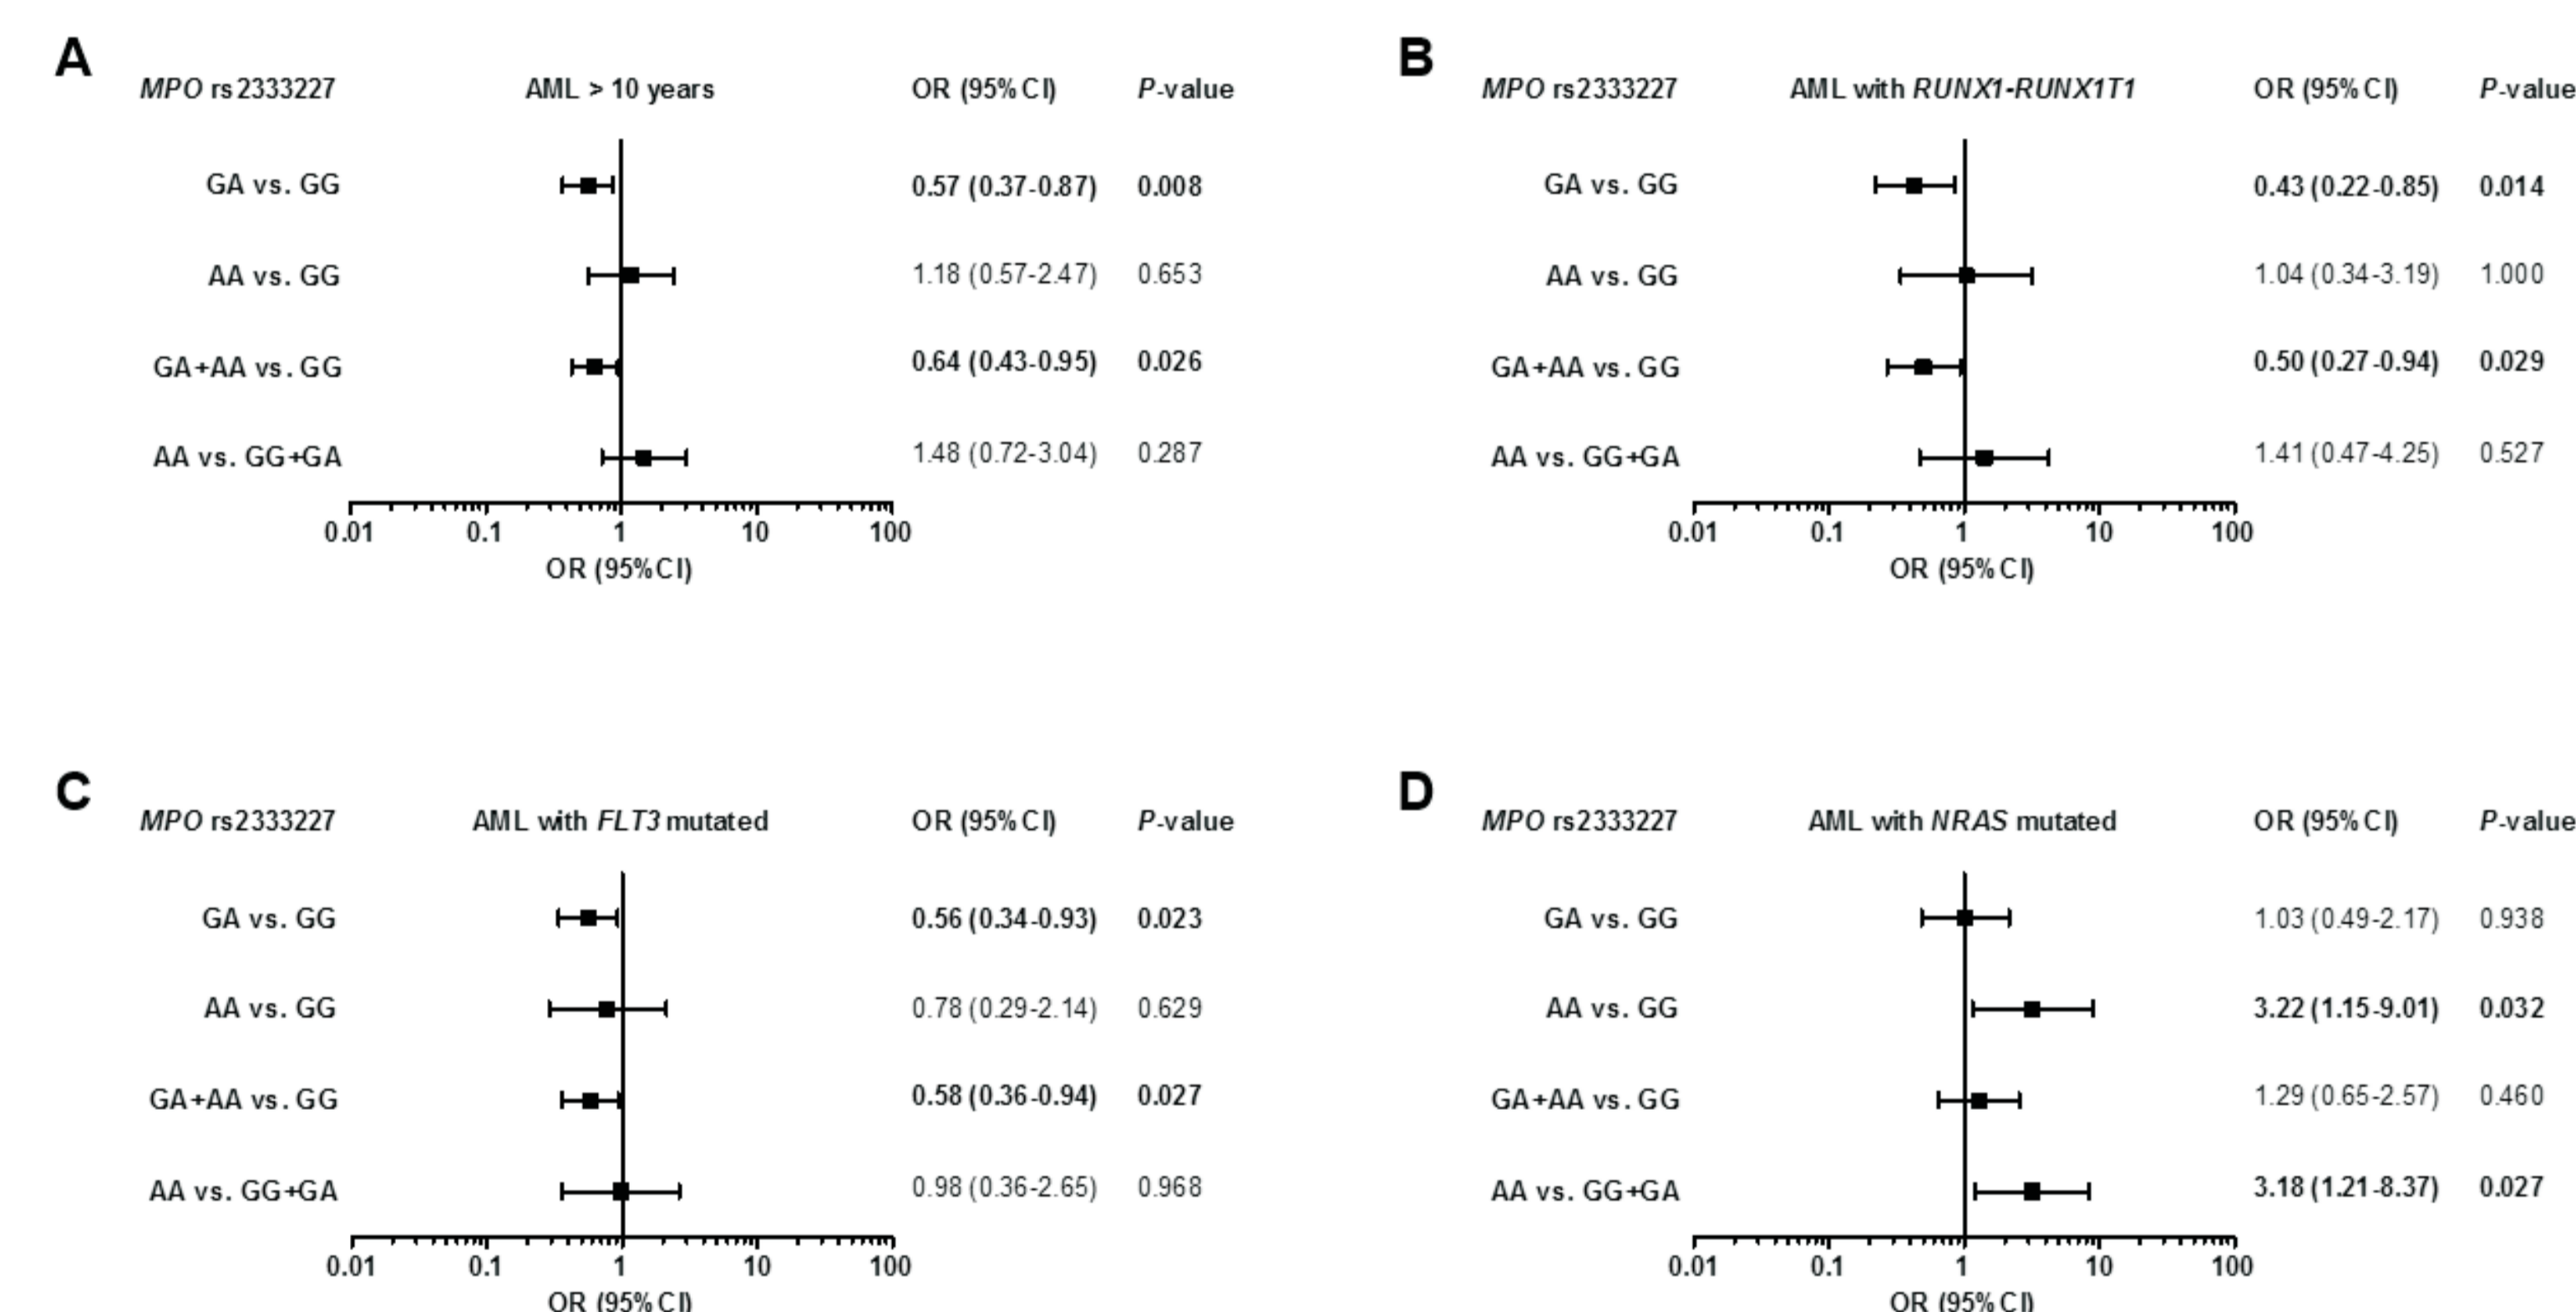 A
MPO rs2333227 AML > 10 years OR (95%CI) P-value
GA vs. GG 0.57 (0.37-0.87) 0.008
AA vs. GG 1.18 (0.57-2.47) 0.653
GA+AA vs. GG 0.64 (0.43-0.95) 0.026
AA vs. GG+GA 1.48 (0.72-3.04) 0.287
0.01 0.1 1 10 100
OR (95%CI)
B
MPO rs2333227 AML with RUNX1-RUNX1T1 OR (95%CI) P-value
GA vs. GG 0.43 (0.22-0.85) 0.014
AA vs. GG 1.04 (0.34-3.19) 1.000
GA+AA vs. GG 0.50 (0.27-0.94) 0.029
AA vs. GG+GA 1.41 (0.47-4.25) 0.527
0.01 0.1 1 10 100
OR (95%CI)
C
MPO rs2333227 AML with FLT3 mutated OR (95%CI) P-value
GA vs. GG 0.56 (0.34-0.93) 0.023
AA vs. GG 0.78 (0.29-2.14) 0.629
GA+AA vs. GG 0.58 (0.36-0.94) 0.027
AA vs. GG+GA 0.98 (0.36-2.65) 0.968
0.01 0.1 1 10 100
OR (95%CI)
D
MPO rs2333227 AML with NRAS mutated OR (95%CI) P-value
GA vs. GG 1.03 (0.49-2.17) 0.938
AA vs. GG 3.22 (1.15-9.01) 0.032
GA+AA vs. GG 1.29 (0.65-2.57) 0.460
AA vs. GG+GA 3.18 (1.21-8.37) 0.027
0.01 0.1 1 10 100
OR (95%CI)